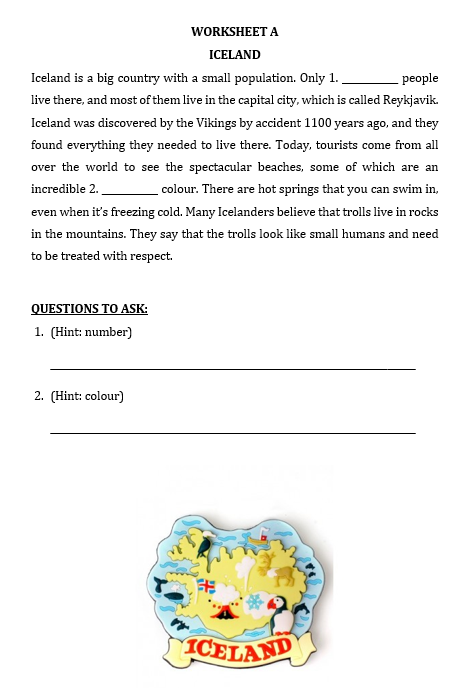 WORKSHEET A
ICELAND
Iceland is a big country with a small population. Only 1. __________ people
live there, and most of them live in the capital city, which is called Reykjavik.
Iceland was discovered by the Vikings by accident 1100 years ago, and they
found everything they needed to live there. Today, tourists come from all
over the world to see the spectacular beaches, some of which are an
incredible 2. __________ colour. There are hot springs that you can swim in,
even when it's freezing cold. Many Icelanders believe that trolls live in rocks
in the mountains. They say that the trolls look like small humans and need
to be treated with respect.
QUESTIONS TO ASK:
1. (Hint: number)
2. (Hint: colour)
ICELAND